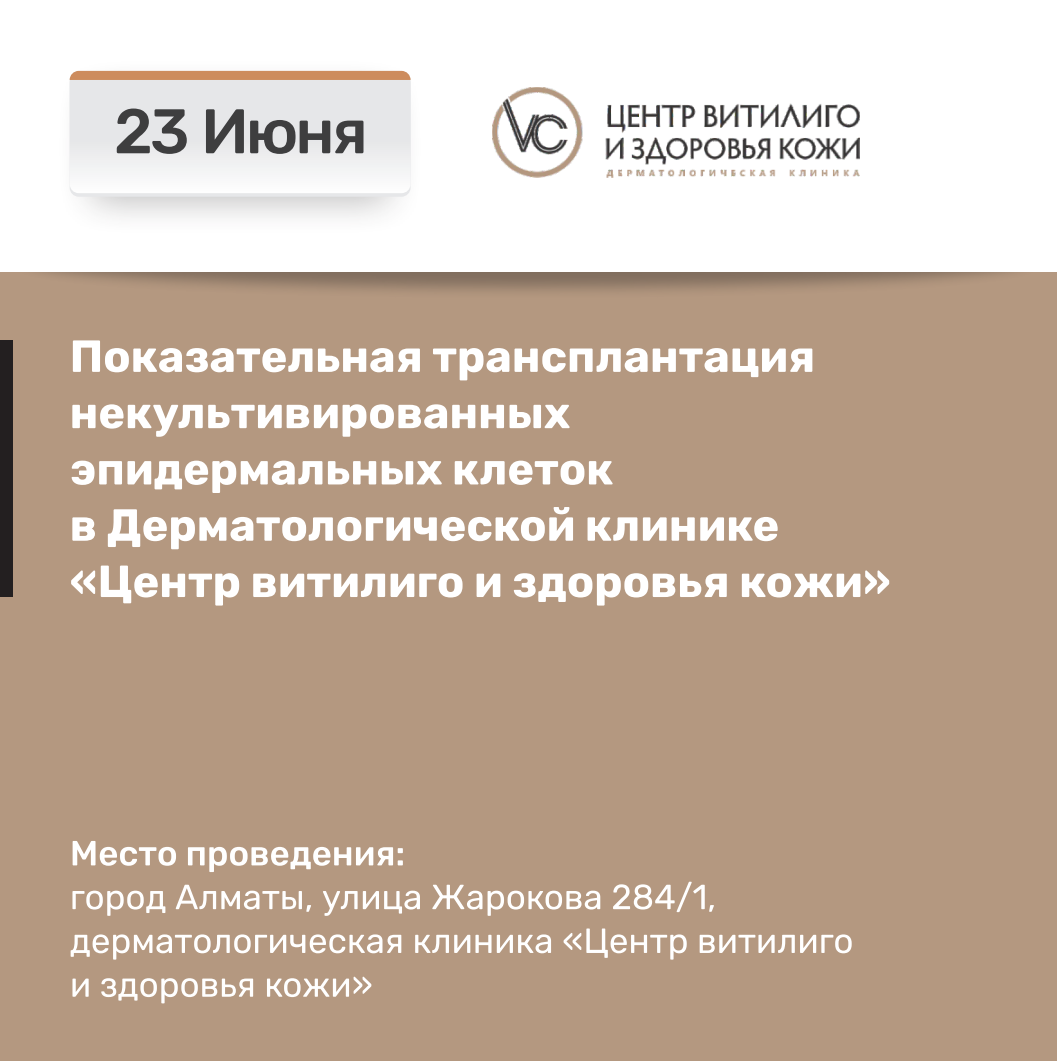 23 Июня
VC
ЦЕНТР ВИТИЛИГО
И ЗДОРОВЬЯ КОЖИ
ДЕРМАТОЛОГИЧЕСКАЯ КЛИНИКА
Показательная трансплантация
некультивированных
эпидермальных клеток
в Дерматологической клинике
«Центр витилиго и здоровья кожи»
Место проведения:
город Алматы, улица Жарокова 284/1,
дерматологическая клиника «Центр витилиго
и здоровья кожи»